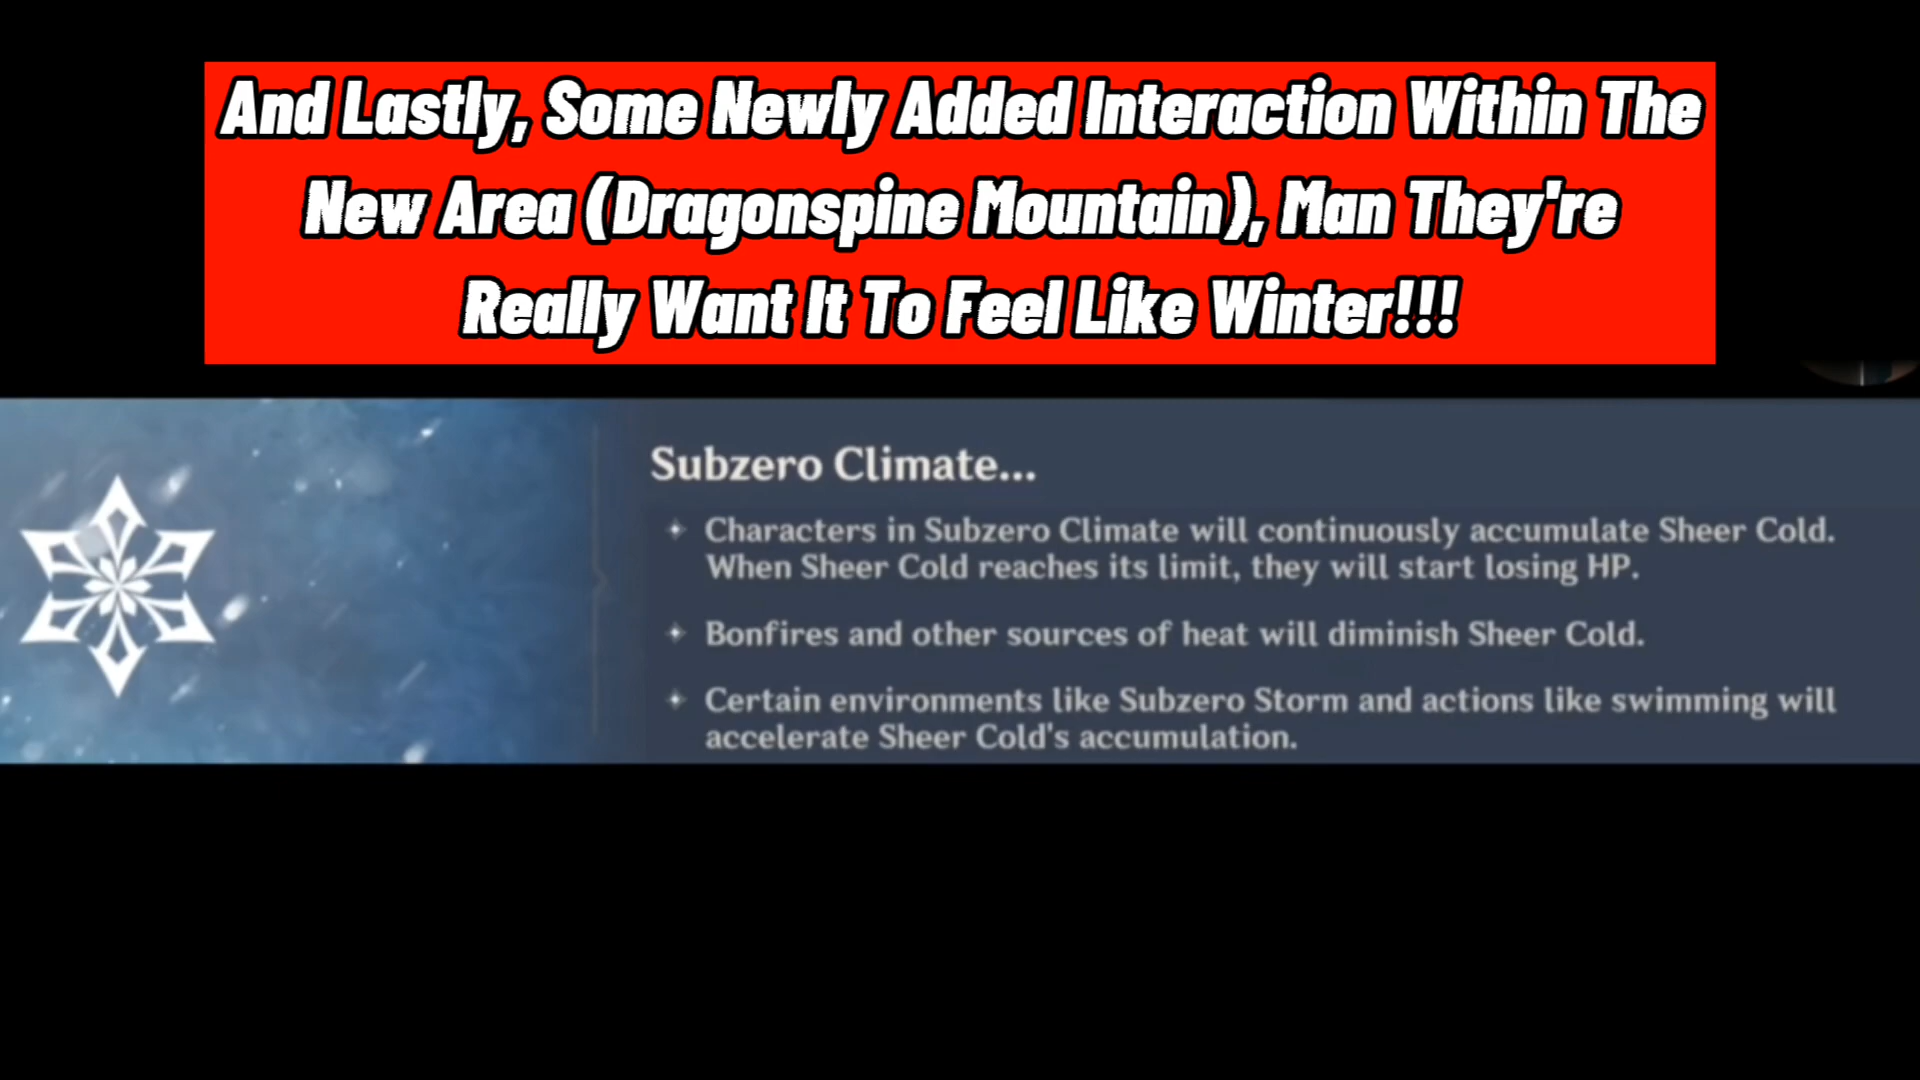 And Lastly, Some Newly Added Interaction Within The
New Area (Dragonspine Mountain), Man They're
Really Want It To Feel Like Winter!!!
Subzero Climate...
Characters in Subzero Climate will continuously accumulate Sheer Cold.
When Sheer Cold reaches its limit, they will start losing HP.
Bonfires and other sources of heat will diminish Sheer Cold.
Certain environments like Subzero Storm and actions like swimming will
accelerate Sheer Cold's accumulation.